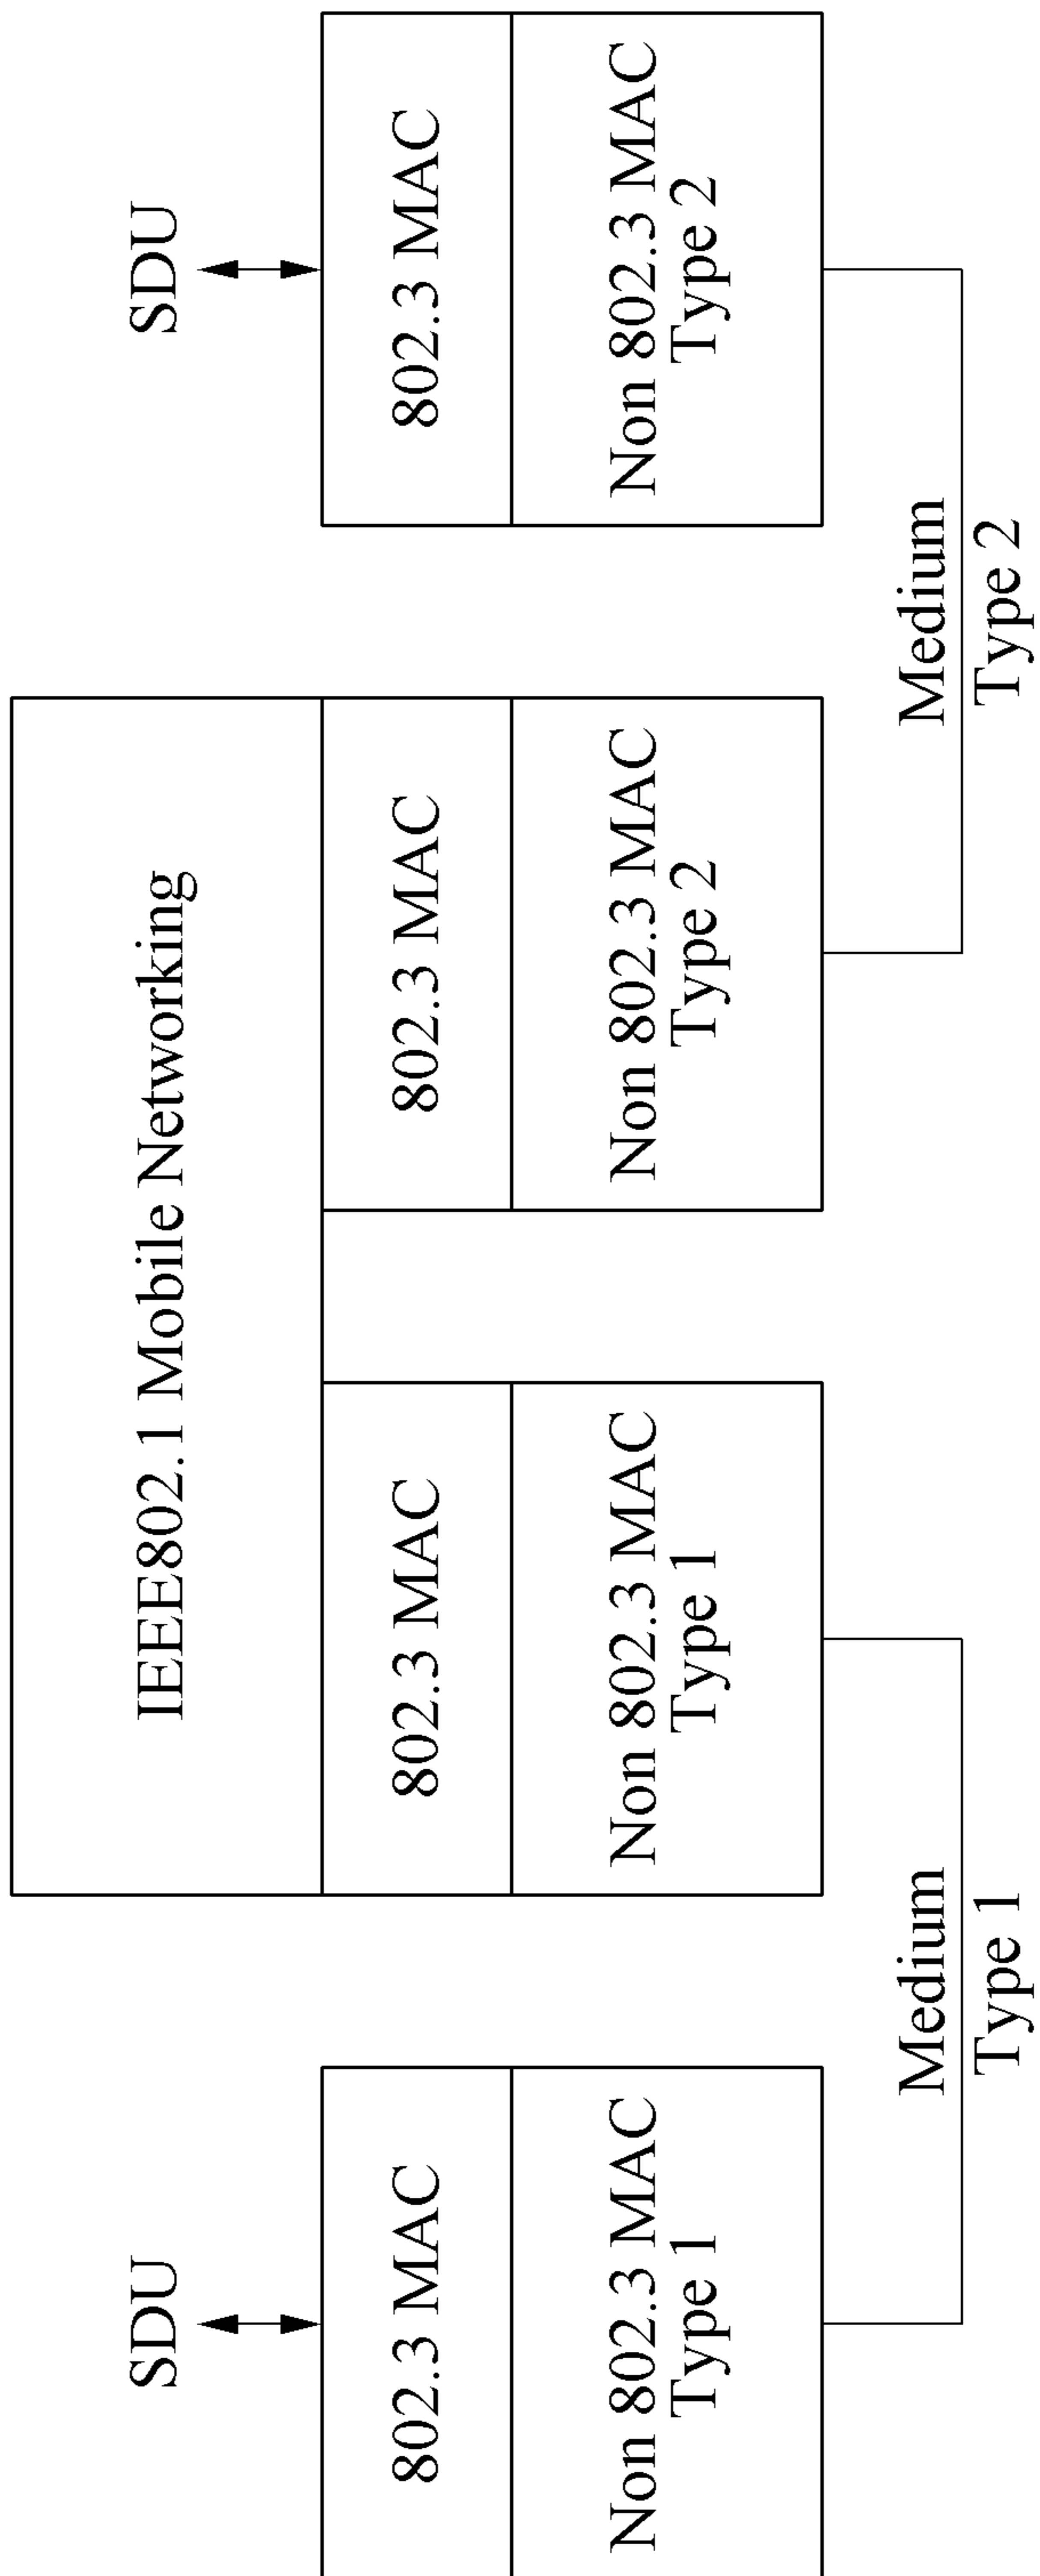 SDU
802.3 MAC
Non 802.3 MAC
Type 1
Medium
Type 1
IEEE802.1 Mobile Networking
802.3 MAC
Non 802.3 MAC
Type 1
802.3 MAC
Non 802.3 MAC
Type 2
Medium
Type 2
SDU
802.3 MAC
Non 802.3 MAC
Type 2